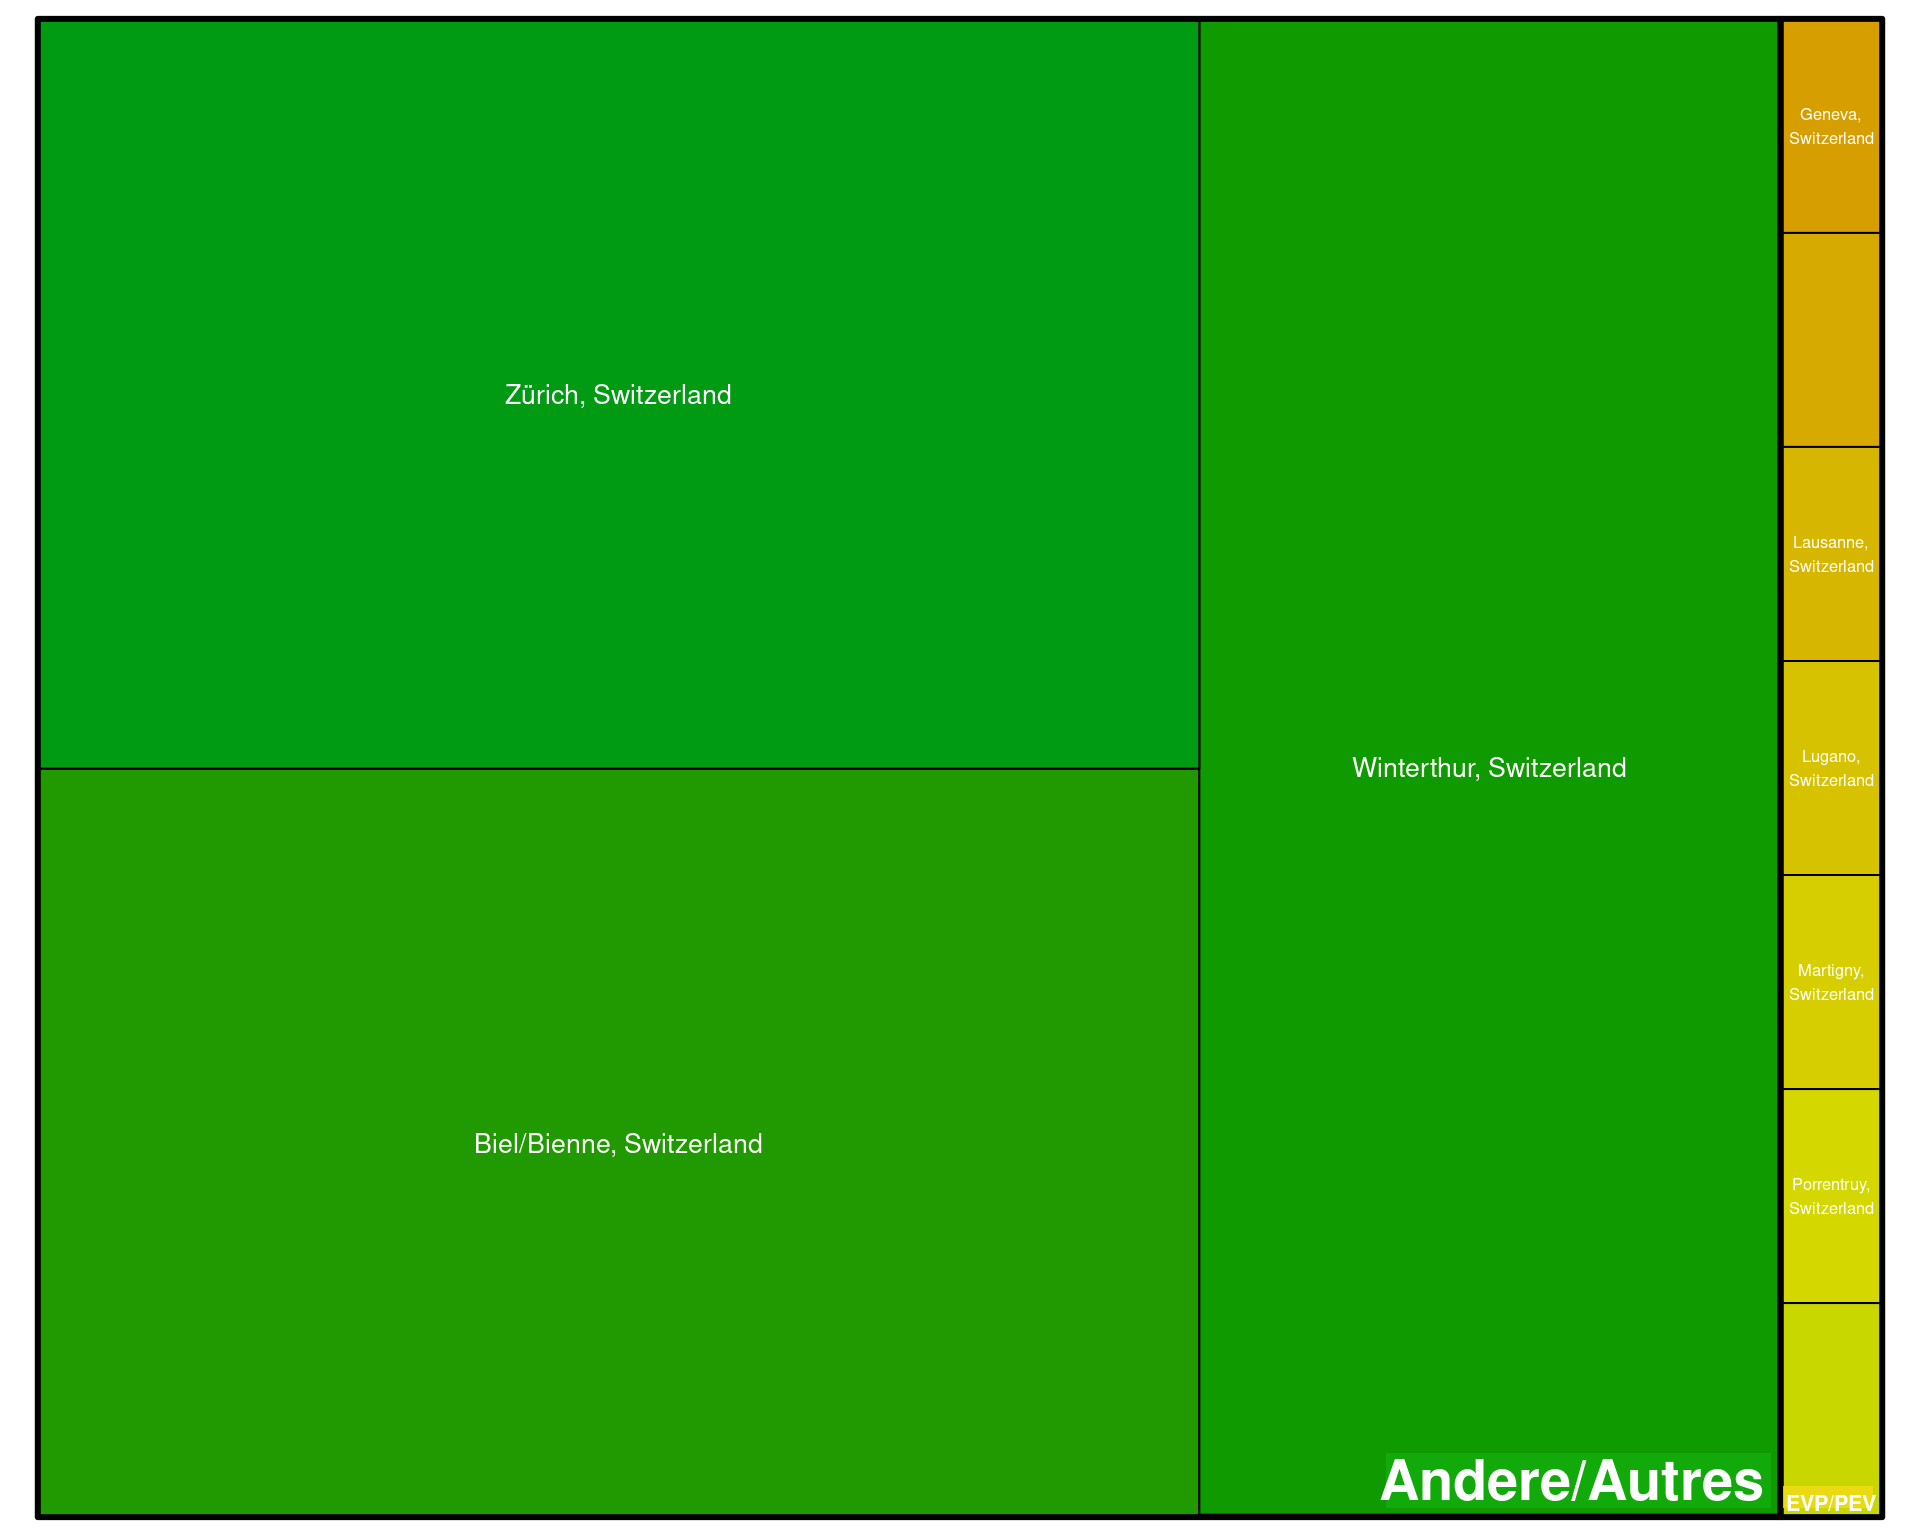 Zürich, Switzerland
Biel/Bienne, Switzerland
Winterthur, Switzerland
Andere/Autres
Geneva,
Switzerland
Lausanne,
Switzerland
Lugano,
Switzerland
Martigny,
Switzerland
Porrentruy,
Switzerland
EVP/PEV